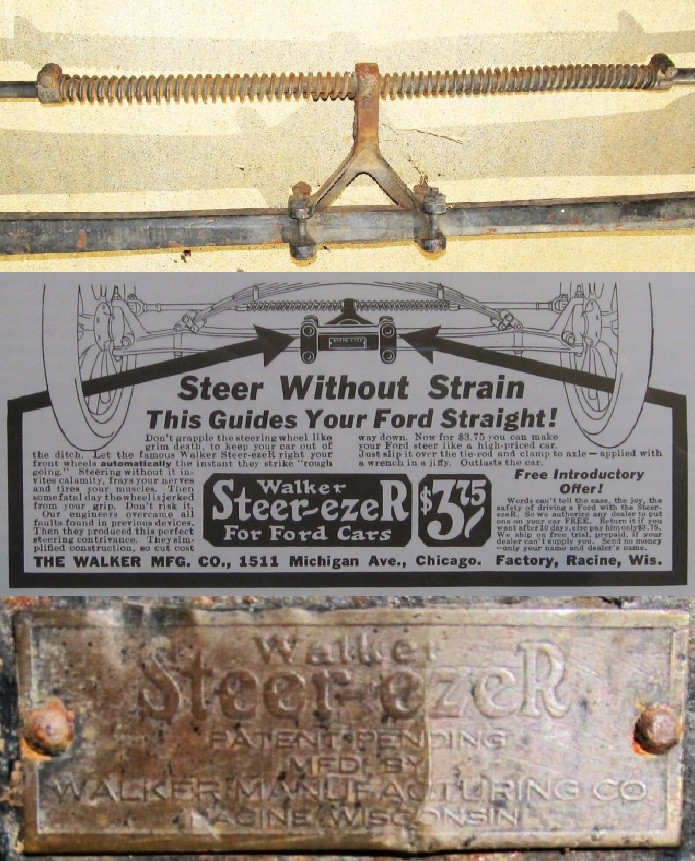 Steer Without Strain
This Guides Your Ford Straight!
Don't grapple the steering wheel like
grim death, to keep your car out of
the ditch. Let the famous Walker Steer-ezeR right your
front wheels automatically the instant they strike "rough
going." Steering without it in-
vites calamity, frays your nerves
and tires your muscles. Then
some fatal day the wheel is jerked
from your grip. Don't risk it.
Our engineers overcame all
faults found in previous devices.
Then they produced this perfect
steering contrivance. They sim-
plified construction, so cut cost
way down. Now for $3.75 you can make
your Ford steer like a high-priced car.
Just slip it over the tie-rod and clamp to axle—applied with
a wrench in a jiffy. Outlasts the car.
Walker
Steer-ezeR
For Ford Cars
$3.75
Free Introductory
Offer!
Words can't tell the ease, the joy, the
safety of driving a Ford with the Steer-
ezeR. So we authorize any dealer to put
one on your car FREE. Return it if you
want after 10 days, else pay him only $3.75.
We ship on free trial, prepaid, if your
dealer can't supply you. Send no money
—only your name and dealer's name.
THE WALKER MFG. CO., 1511 Michigan Ave., Chicago. Factory, Racine, Wis.
Walker
Steer-ezeR
PATENT PENDING
MFD. BY
WALKER MANUFACTURING CO.
RACINE, WISCONSIN